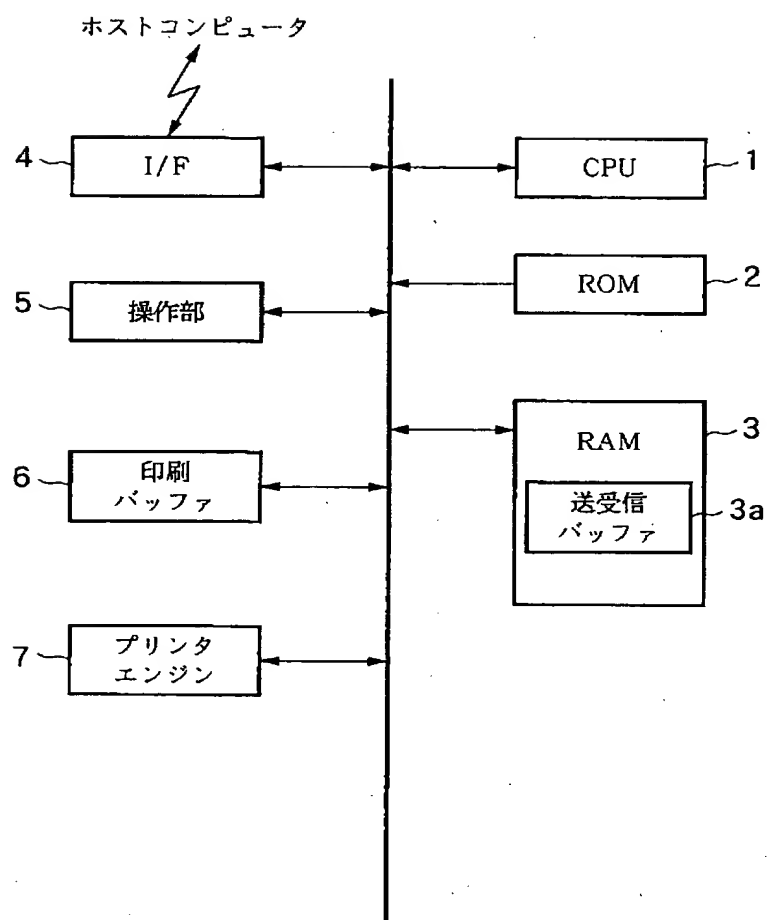 ホストコンピュータ
4
I/F
CPU
1
5
操作部
ROM
2
6
印刷
バッファ
RAM
3
送受信
バッファ
3a
7
プリンタ
エンジン